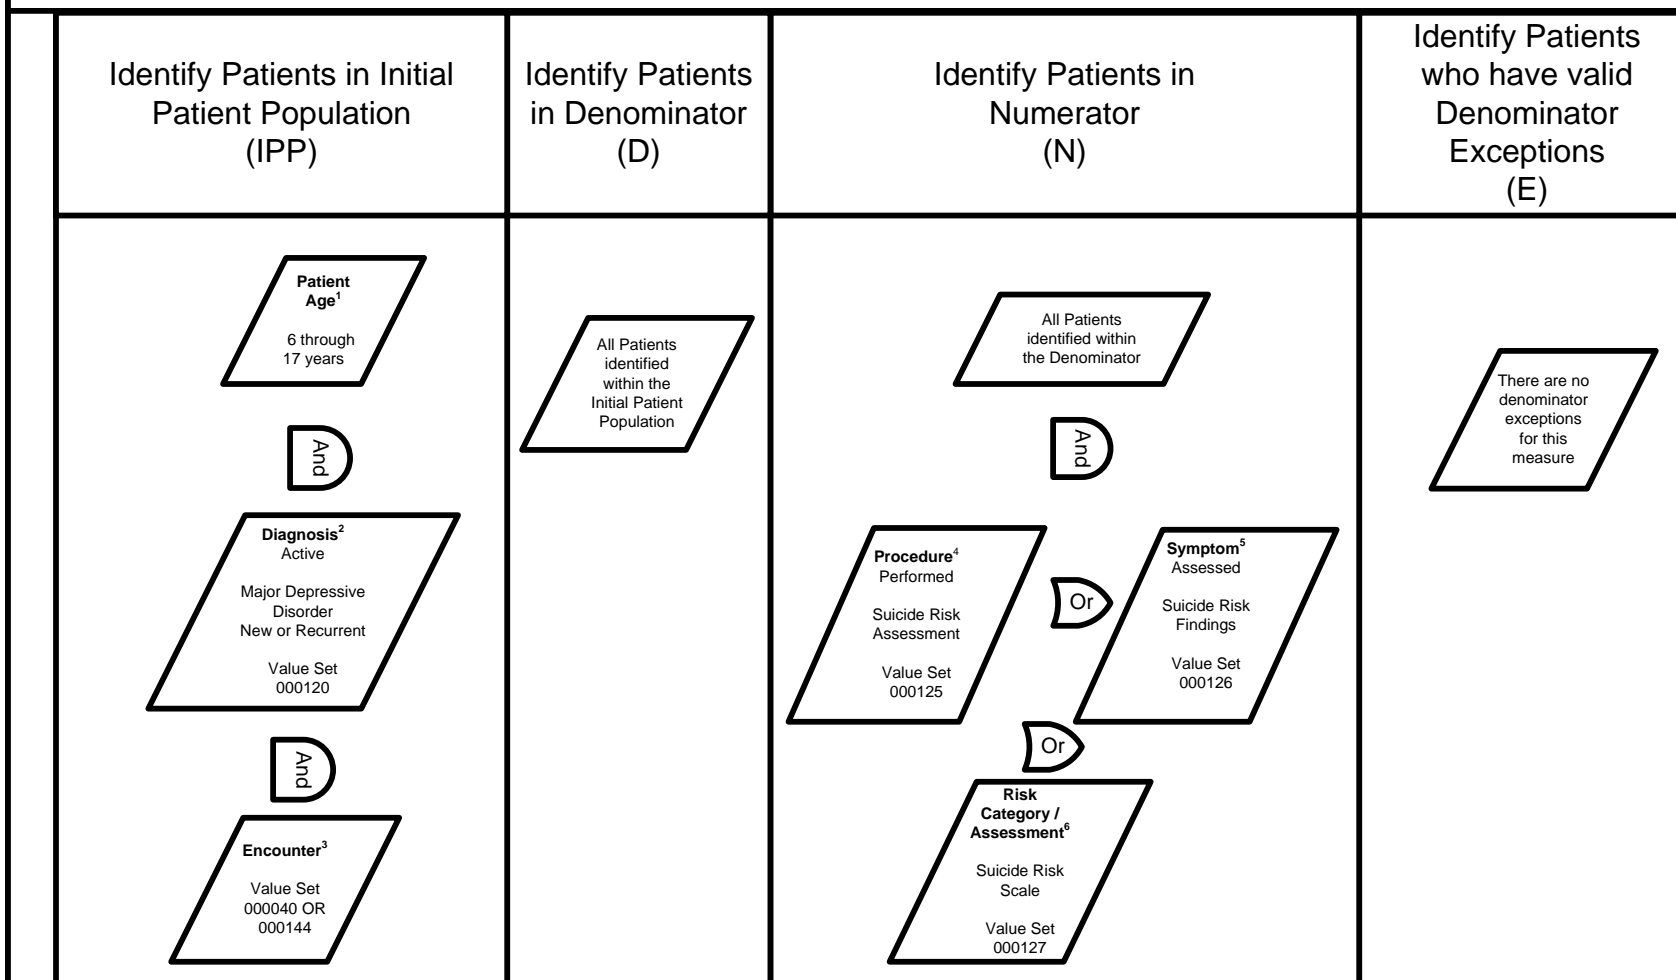 Identify Patients in Initial
Patient Population
(IPP)
Identify Patients
in Denominator
(D)
Identify Patients in
Numerator
(N)
Identify Patients
who have valid
Denominator
Exceptions
(E)
Patient
Age1
6 through
17 years
And
Diagnosis2
Active
Major Depressive
Disorder
New or Recurrent
Value Set
000120
And
Encounter3
Value Set
000040 OR
000144
All Patients
identified
within the
Initial Patient
Population
All Patients
identified within
the Denominator
And
Procedure4
Performed
Suicide Risk
Assessment
Value Set
000125
Or
Symptom5
Assessed
Suicide Risk
Findings
Value Set
000126
Or
Risk
Category /
Assessment6
Suicide Risk
Scale
Value Set
000127
There are no
denominator
exceptions
for this
measure